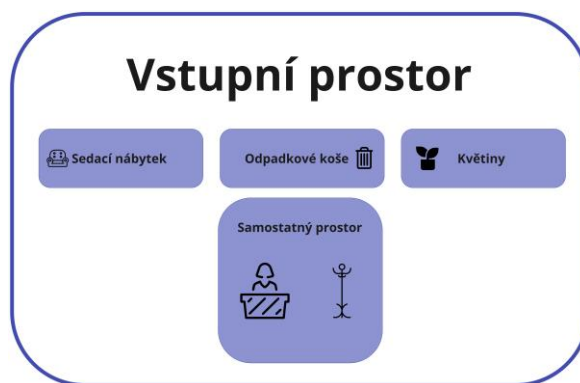 Vstupní prostor
Sedací nábytek
Odpadkové koše
Květiny
Samostatný prostor